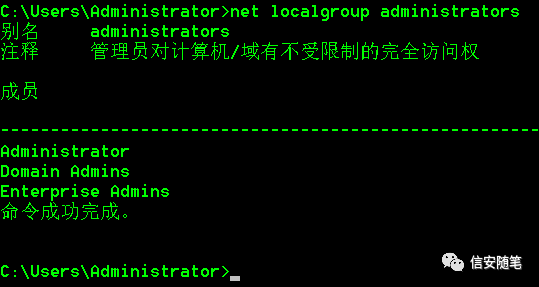 C:\Users\Administrator>net localgroup administrators
别名 administrators
注释 管理员对计算机/域有不受限制的完全访问权
成员
-------------------------------------------------------
Administrator
Domain Admins
Enterprise Admins
命令成功完成。
C:\Users\Administrator>_
信安随笔